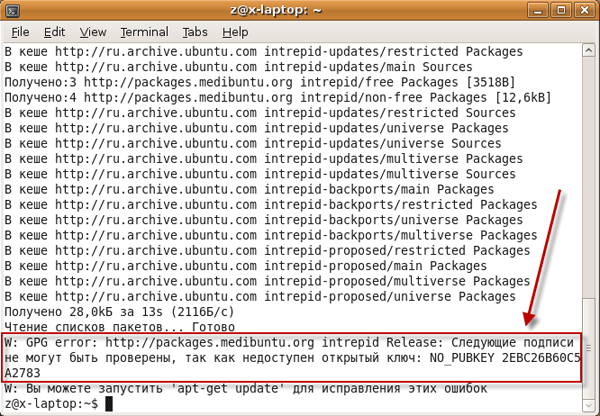 z@x-laptop: ~
File Edit View Terminal Tabs Help
В кеше http://ru.archive.ubuntu.com intrepid-updates/restricted Packages
В кеше http://ru.archive.ubuntu.com intrepid-updates/main Sources
Получено:3 http://packages.medibuntu.org intrepid/free Packages [3518B]
Получено:4 http://packages.medibuntu.org intrepid/non-free Packages [12,6kB]
В кеше http://ru.archive.ubuntu.com intrepid-updates/restricted Sources
В кеше http://ru.archive.ubuntu.com intrepid-updates/universe Packages
В кеше http://ru.archive.ubuntu.com intrepid-updates/universe Sources
В кеше http://ru.archive.ubuntu.com intrepid-updates/multiverse Packages
В кеше http://ru.archive.ubuntu.com intrepid-updates/multiverse Sources
В кеше http://ru.archive.ubuntu.com intrepid-backports/main Packages
В кеше http://ru.archive.ubuntu.com intrepid-backports/restricted Packages
В кеше http://ru.archive.ubuntu.com intrepid-backports/universe Packages
В кеше http://ru.archive.ubuntu.com intrepid-backports/multiverse Packages
В кеше http://ru.archive.ubuntu.com intrepid-proposed/restricted Packages
В кеше http://ru.archive.ubuntu.com intrepid-proposed/main Packages
В кеше http://ru.archive.ubuntu.com intrepid-proposed/multiverse Packages
В кеше http://ru.archive.ubuntu.com intrepid-proposed/universe Packages
Получено 28,0kБ за 13s (2116Б/c)
Чтение списков пакетов... Готово
W: GPG error: http://packages.medibuntu.org intrepid Release: Следующие подписи
не могут быть проверены, так как недоступен открытый ключ: NO_PUBKEY 2EBC26B60C5
A2783
W: Вы можете запустить 'apt-get update' для исправления этих ошибок
z@x-laptop:~$